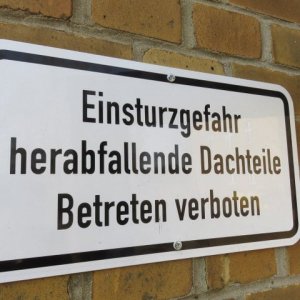 Einsturzgefahr
herabfallende Dachteile
Betreten verboten